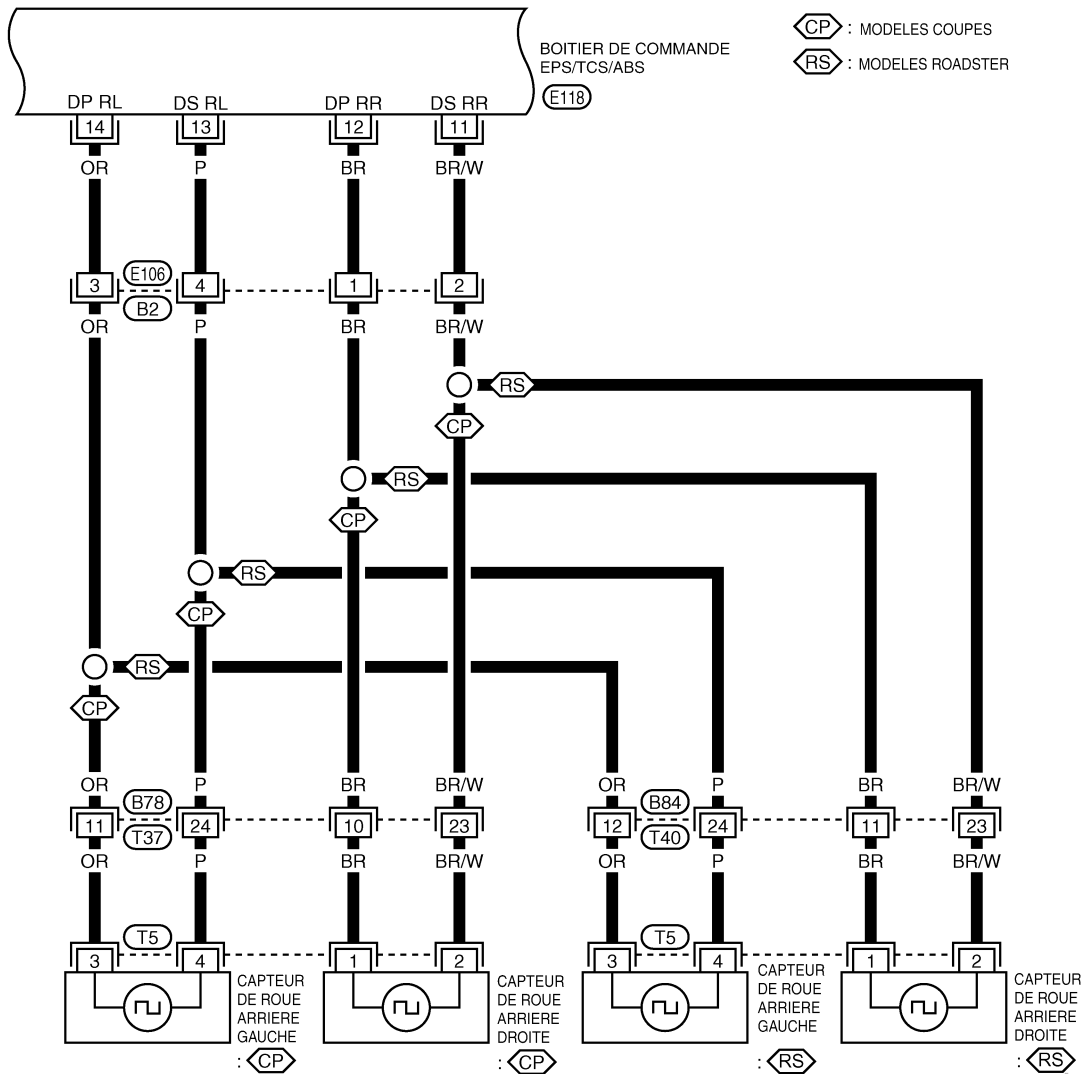 CP : MODELES COUPES
BOITIER DE COMMANDE
EPS/TCS/ABS
RS : MODELES ROADSTER
E118
DP RL DS RL DP RR DS RR
14 13 12 11
OR P BR BR/W
E106
3 4 1 2
B2
OR P BR BR/W
RS
CP
RS
CP
RS
CP
RS
CP
OR P BR BR/W OR P BR BR/W
B78 B84
11 24 10 23 12 24 11 23
T37 T40
OR P BR BR/W OR P BR BR/W
T5 T5
3 4 1 2 3 4 1 2
CAPTEUR
DE ROUE
ARRIERE
GAUCHE
: CP
CAPTEUR
DE ROUE
ARRIERE
DROITE
: CP
CAPTEUR
DE ROUE
ARRIERE
GAUCHE
: RS
CAPTEUR
DE ROUE
ARRIERE
DROITE
: RS